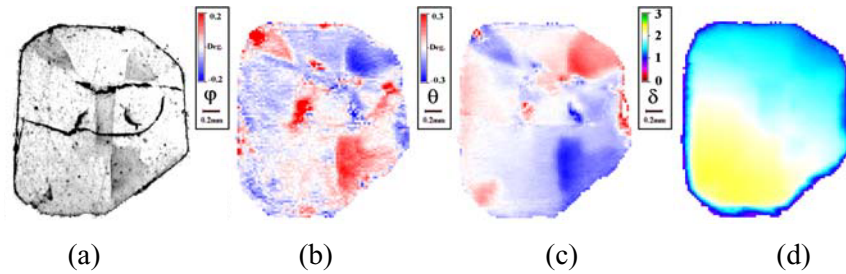 0.2
Deg.
-0.2
φ
0.2mm
0.3
Deg.
-0.3
θ
0.2mm
3
2
1
0
δ
0.2mm
(a) (b) (c) (d)